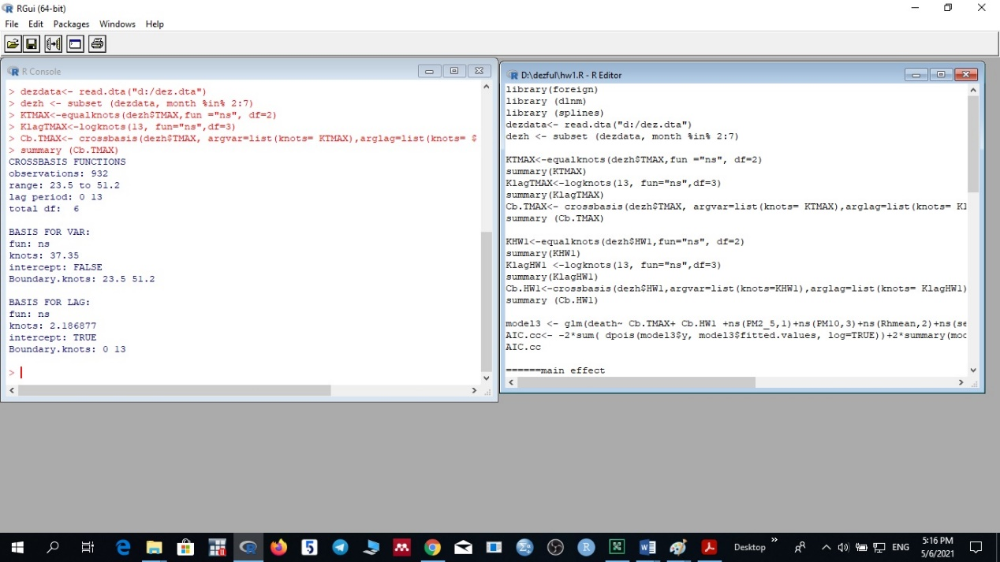 RGui (64-bit)
File Edit Packages Windows Help
R Console
> dezdata<- read.dta("d:/dez.dta")
> dezh <- subset (dezdata, month %in% 2:7)
> KTMAX<-equalknots(dezh$TMAX,fun ="ns", df=2)
> KlagTMAX<-logknots(13, fun="ns",df=3)
> Cb.TMAX<- crossbasis(dezh$TMAX, argvar=list(knots= KTMAX),arglag=list(knots= $
> summary (Cb.TMAX)
CROSSBASIS FUNCTIONS
observations: 932
range: 23.5 to 51.2
lag period: 0 13
total df:  6
BASIS FOR VAR:
fun: ns
knots: 37.35
intercept: FALSE
Boundary.knots: 23.5 51.2
BASIS FOR LAG:
fun: ns
knots: 2.186877
intercept: TRUE
Boundary.knots: 0 13
>
D:\dezful\hw1.R - R Editor
library(foreign)
library (dlnm)
library (splines)
dezdata<- read.dta("d:/dez.dta")
dezh <- subset (dezdata, month %in% 2:7)
KTMAX<-equalknots(dezh$TMAX,fun ="ns", df=2)
summary(KTMAX)
KlagTMAX<-logknots(13, fun="ns",df=3)
summary(KlagTMAX)
Cb.TMAX<- crossbasis(dezh$TMAX, argvar=list(knots= KTMAX),arglag=list(knots= Kl
summary (Cb.TMAX)
KHW1<-equalknots(dezh$HW1,fun="ns", df=2)
summary(KHW1)
KlagHW1 <-logknots(13, fun="ns",df=3)
summary(KlagHW1)
Cb.HW1<-crossbasis(dezh$HW1,argvar=list(knots=KHW1),arglag=list(knots= KlagHW1)
summary (Cb.HW1)
model3 <- glm(death~ Cb.TMAX+ Cb.HW1 +ns(PM2_5,1)+ns(PM10,3)+ns(Rhmean,2)+ns(se
AIC.cc<- -2*sum( dpois(model3$y, model3$fitted.values, log=TRUE))+2*summary(moc
AIC.cc
======main effect
Desktop
ENG
5:16 PM
5/6/2021